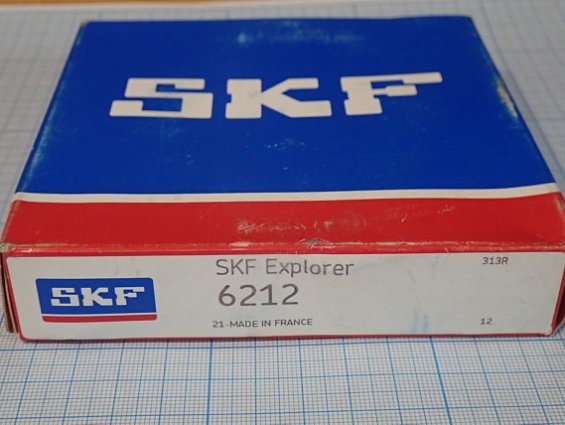 SKF
SKF
SKF Explorer
6212
21-MADE IN FRANCE
313R
12